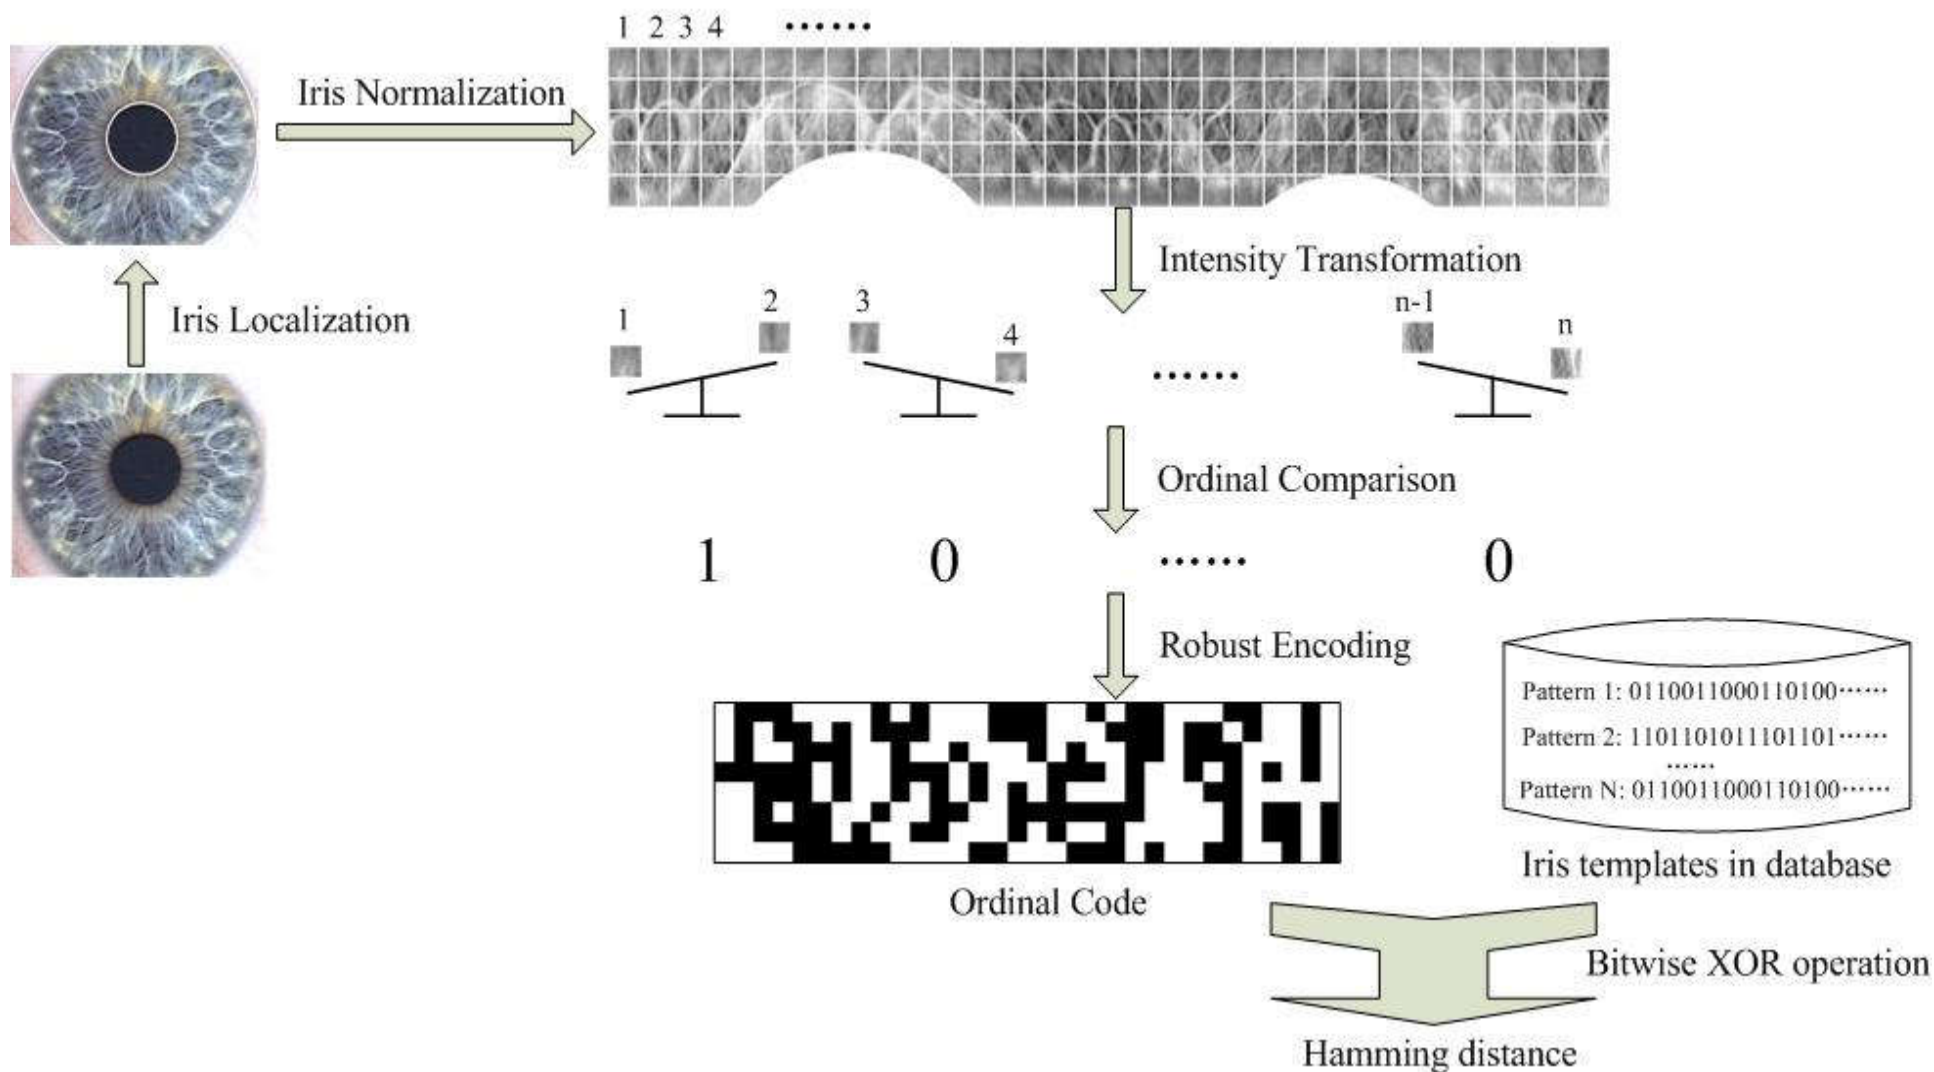 1 2 3 4 ······
Iris Normalization
Intensity Transformation
Iris Localization
1 2 3 4 ······ n-1 n
Ordinal Comparison
1 0 ······ 0
Robust Encoding
Pattern 1: 0110011000110100······
Pattern 2: 1101101011101101······
······
Pattern N: 0110011000110100······
Iris templates in database
Ordinal Code
Bitwise XOR operation
Hamming distance